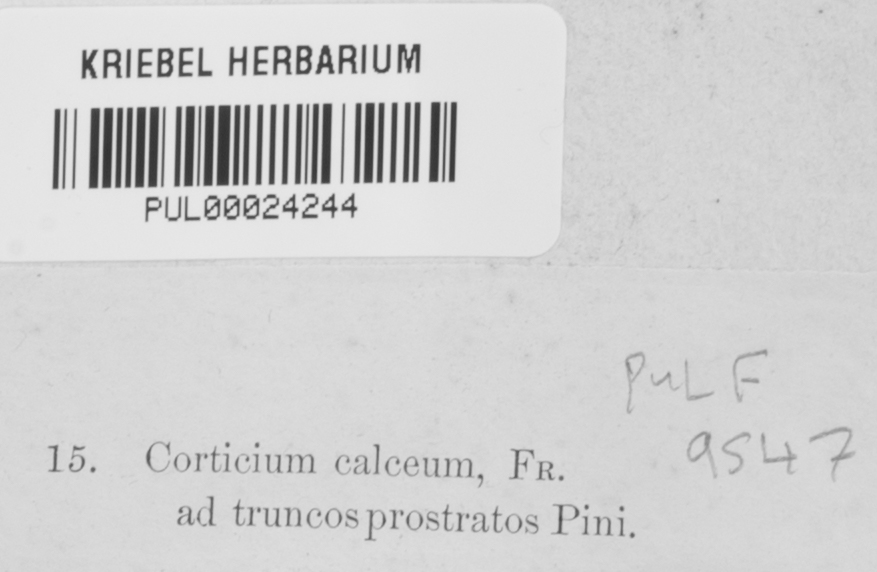 KRIEBEL HERBARIUM
PUL00024244
PUL F
9547
15. Corticium calceum, FR.
ad truncos prostratos Pini.